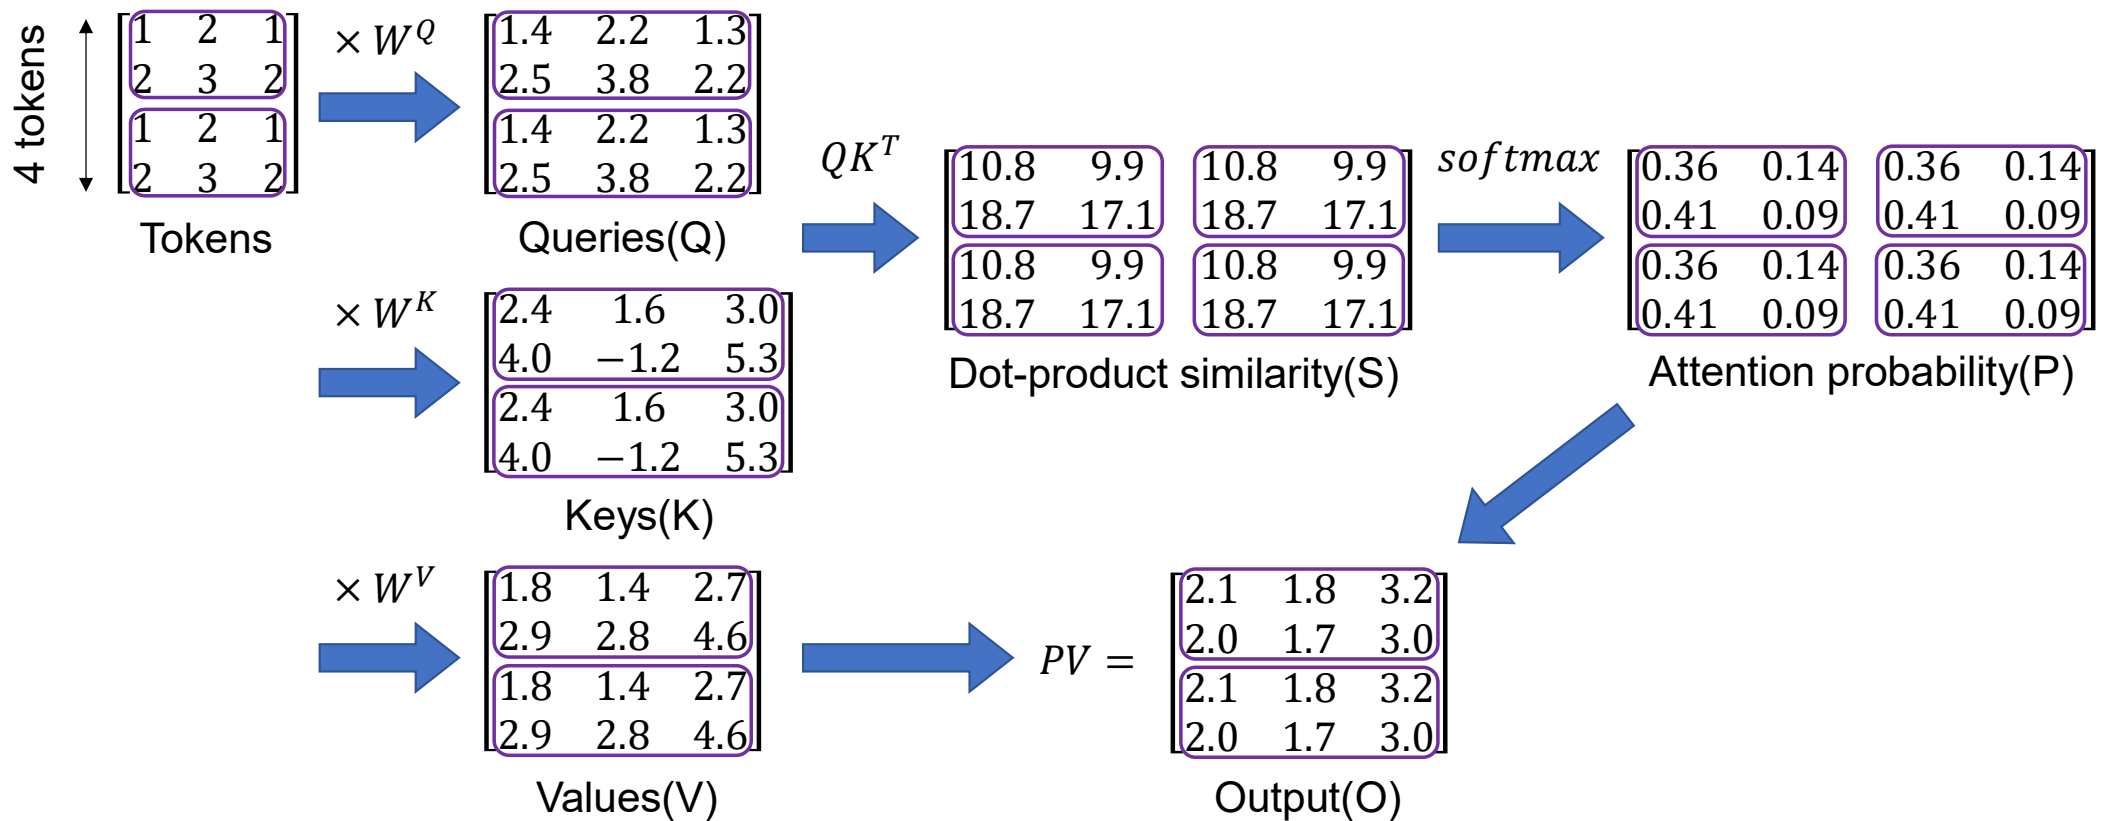 4 tokens
1 2 1
2 3 2
1 2 1
2 3 2
Tokens
× W^Q
1.4 2.2 1.3
2.5 3.8 2.2
1.4 2.2 1.3
2.5 3.8 2.2
Queries(Q)
× W^K
2.4 1.6 3.0
4.0 −1.2 5.3
2.4 1.6 3.0
4.0 −1.2 5.3
Keys(K)
× W^V
1.8 1.4 2.7
2.9 2.8 4.6
1.8 1.4 2.7
2.9 2.8 4.6
Values(V)
QK^T
10.8 9.9 10.8 9.9
18.7 17.1 18.7 17.1
10.8 9.9 10.8 9.9
18.7 17.1 18.7 17.1
Dot-product similarity(S)
softmax
0.36 0.14 0.36 0.14
0.41 0.09 0.41 0.09
0.36 0.14 0.36 0.14
0.41 0.09 0.41 0.09
Attention probability(P)
PV =
2.1 1.8 3.2
2.0 1.7 3.0
2.1 1.8 3.2
2.0 1.7 3.0
Output(O)